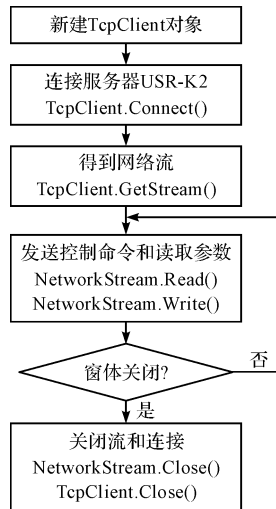 新建TcpClient对象
连接服务器USR-K2
TcpClient.Connect()
得到网络流
TcpClient.GetStream()
发送控制命令和读取参数
NetworkStream.Read()
NetworkStream.Write()
窗体关闭?
否
是
关闭流和连接
NetworkStream.Close()
TcpClient.Close()